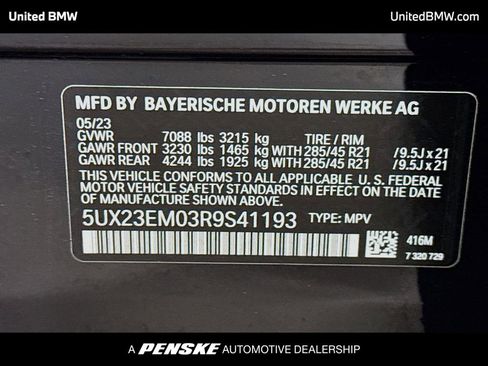 United BMW
UnitedBMW.com
MFD BY BAYERISCHE MOTOREN WERKE AG
05/23
GVWR 7088 lbs 3215 kg TIRE / RIM
GAWR FRONT 3230 lbs 1465 kg WITH 285/45 R21 / 9.5J x 21
GAWR REAR 4244 lbs 1925 kg WITH 285/45 R21 / 9.5J x 21
THIS VEHICLE CONFORMS TO ALL APPLICABLE U. S. FEDERAL
MOTOR VEHICLE SAFETY STANDARDS IN EFFECT ON THE DATE
OF MANUFACTURE SHOWN ABOVE.
5UX23EM03R9S41193 TYPE: MPV
416M
7 320 729
A PENSKE AUTOMOTIVE DEALERSHIP